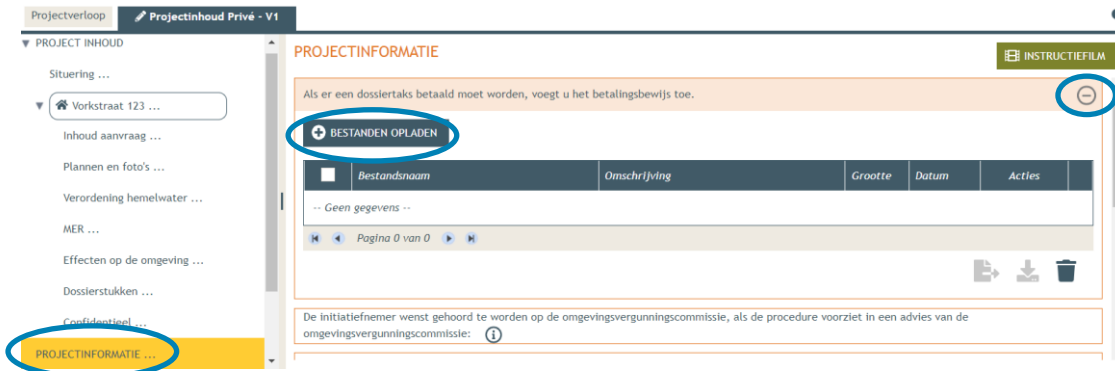 Projectverloop
Projectinhoud Privé - V1
PROJECT INHOUD
Situering ...
Vorkstraat 123 ...
Inhoud aanvraag ...
Plannen en foto's ...
Verordening hemelwater ...
MER ...
Effecten op de omgeving ...
Dossierstukken ...
Confidentieel ...
PROJECTINFORMATIE ...
PROJECTINFORMATIE
INSTRUCTIEFILM
Als er een dossiertaks betaald moet worden, voegt u het betalingsbewijs toe.
BESTANDEN OPLADEN
Bestandsnaam Omschrijving Grootte Datum Acties
-- Geen gegevens --
Pagina 0 van 0
De initiatiefnemer wenst gehoord te worden op de omgevingsvergunningscommissie, als de procedure voorziet in een advies van de
omgevingsvergunningscommissie: